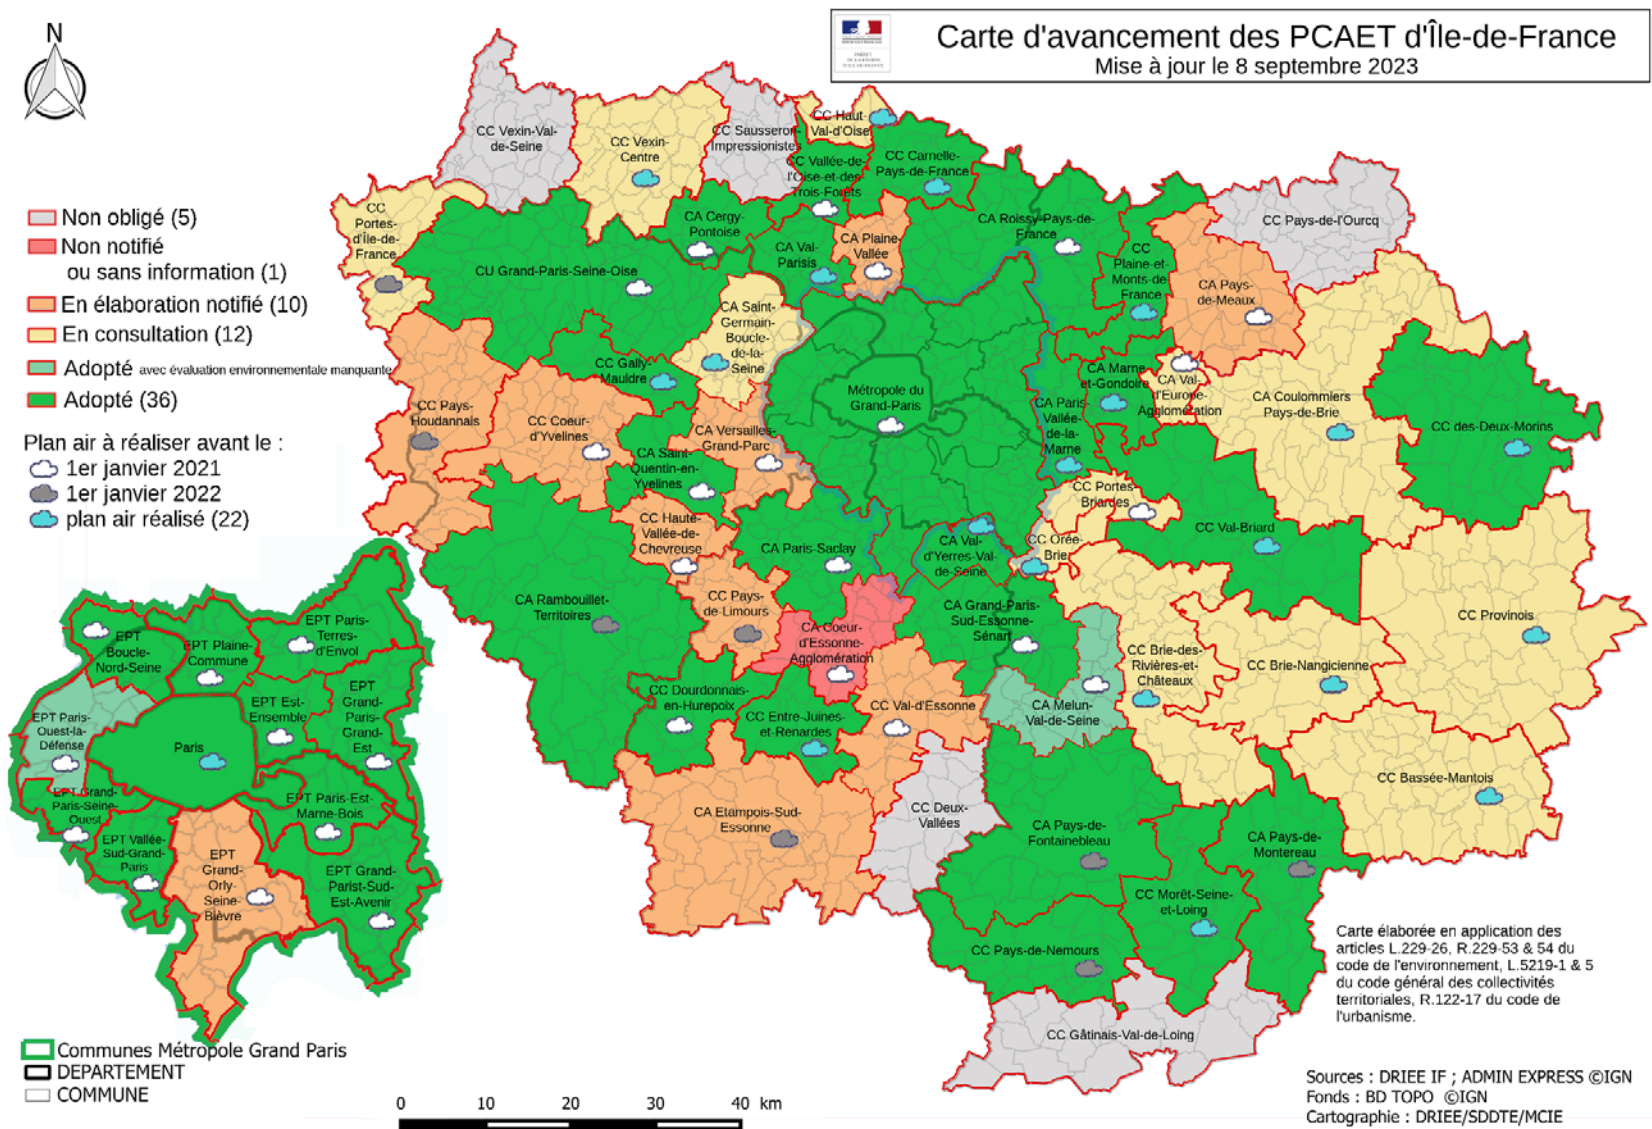 N
Carte d'avancement des PCAET d'Île-de-France
Mise à jour le 8 septembre 2023
Non obligé (5)
Non notifié
ou sans information (1)
En élaboration notifié (10)
En consultation (12)
Adopté avec évaluation environnementale manquante
Adopté (36)
Plan air à réaliser avant le :
1er janvier 2021
1er janvier 2022
plan air réalisé (22)
CC Vexin-Val-
de-Seine
CC Vexin-
Centre
CC Sausseron-
Impressionistes
CC Haut-
Val-d'Oise
CC Vallée-de-
l'Oise et-des-
Trois-Forêts
CC Carnelle-
Pays-de-France
CC
Portes-
d'Île-de-
France
CA Cergy-
Pontoise
CU Grand-Paris-Seine-Oise
CA Val-
Parisis
CA Plaine-
Vallée
CA Roissy-Pays-de-
France
CC
Plaine-et-
Monts-de-
France
CC Pays-de-l'Ourcq
CA Pays-
de-Meaux
CA Saint-
Germain-
Boucle-
de-la-
Seine
CC Gally-
Mauldre
CC Pays-
Houdannais
CC Coeur-
d'Yvelines
CA Versailles-
Grand-Parc
CA Saint-
Quentin-en-
Yvelines
Métropole du
Grand-Paris
CA Marne-
et-Gondoire
CA Val-
d'Europe-
Agglomération
CA Paris-
Vallée-
de-la-
Marne
CA Coulommiers
Pays-de-Brie
CC des-Deux-Morins
CC Portes-
Briardes
CC Val-Briard
CC Orée-
Brie
CC Haute-
Vallée-de-
Chevreuse
CA Paris-Saclay
CA Val-
d'Yerres-Val-
de-Seine
CA Rambouillet-
Territoires
CC Pays-
de-Limours
CA Coeur-
d'Essonne-
Agglomération
CA Grand-Paris-
Sud-Essonne-
Sénart
CC Provinois
CC Brie-des-
Rivières-et-
Châteaux
CC Brie-Nangicienne
CC Dourdonnais-
en-Hurepoix
CC Entre-Juines-
et-Renardes
CC Val-d'Essonne
CA Melun-
Val-de-Seine
CC Bassée-Mantois
CA Etampois-Sud-
Essonne
CC Deux-
Vallées
CA Pays-de-
Fontainebleau
CA Pays-de-
Montereau
CC Morêt-Seine-
et-Loing
CC Pays-de-Nemours
CC Gâtinais-Val-de-Loing
EPT
Boucle-
Nord-Seine
EPT Plaine-
Commune
EPT Paris-
Terres-
d'Envol
EPT Paris-
Ouest-la-
Défense
EPT Est-
Ensemble
EPT
Grand-
Paris-
Grand-
Est
Paris
EPT Grand-
Paris-Seine-
Ouest
EPT Paris-Est-
Marne-Bois
EPT Vallée-
Sud-Grand-
Paris
EPT
Grand-
Orly-
Seine-
Bièvre
EPT Grand-
Parist-Sud-
Est-Avenir
Communes Métropole Grand Paris
DEPARTEMENT
COMMUNE
0 10 20 30 40 km
Carte élaborée en application des
articles L.229-26, R.229-53 & 54 du
code de l'environnement, L.5219-1 & 5
du code général des collectivités
territoriales, R.122-17 du code de
l'urbanisme.
Sources : DRIEE IF ; ADMIN EXPRESS ©IGN
Fonds : BD TOPO ©IGN
Cartographie : DRIEE/SDDTE/MCIE